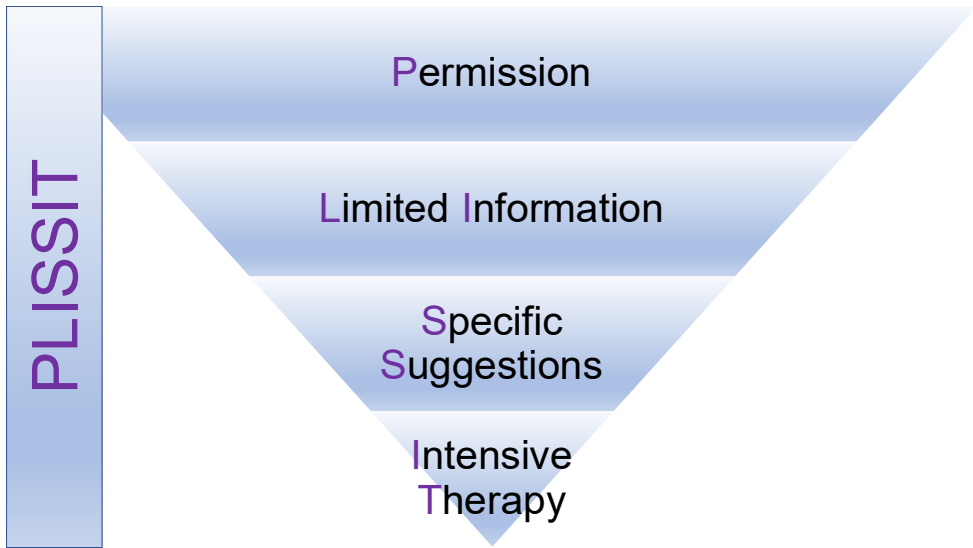 PLISSIT
Permission
Limited Information
Specific
Suggestions
Intensive
Therapy